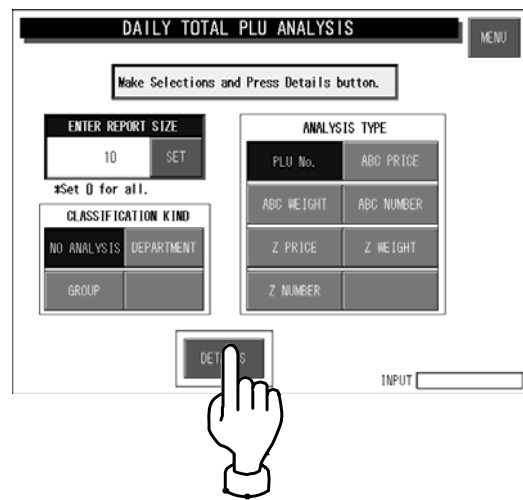 DAILY TOTAL PLU ANALYSIS
MENU
Make Selections and Press Details button.
ENTER REPORT SIZE
10 SET
*Set 0 for all.
CLASSIFICATION KIND
NO ANALYSIS DEPARTMENT
GROUP
ANALYSIS TYPE
PLU No. ABC PRICE
ABC WEIGHT ABC NUMBER
Z PRICE Z WEIGHT
Z NUMBER
DETAILS
INPUT